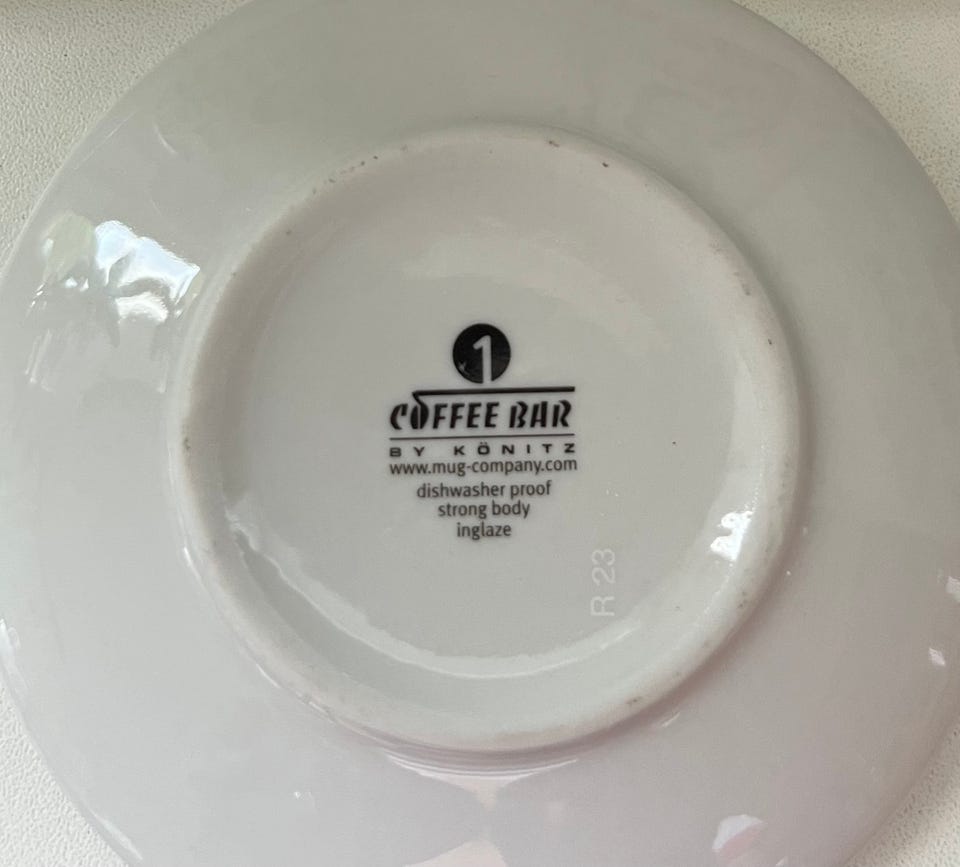 1
COFFEE BAR
BY KÖNITZ
www.mug-company.com
dishwasher proof
strong body
inglaze
R 23